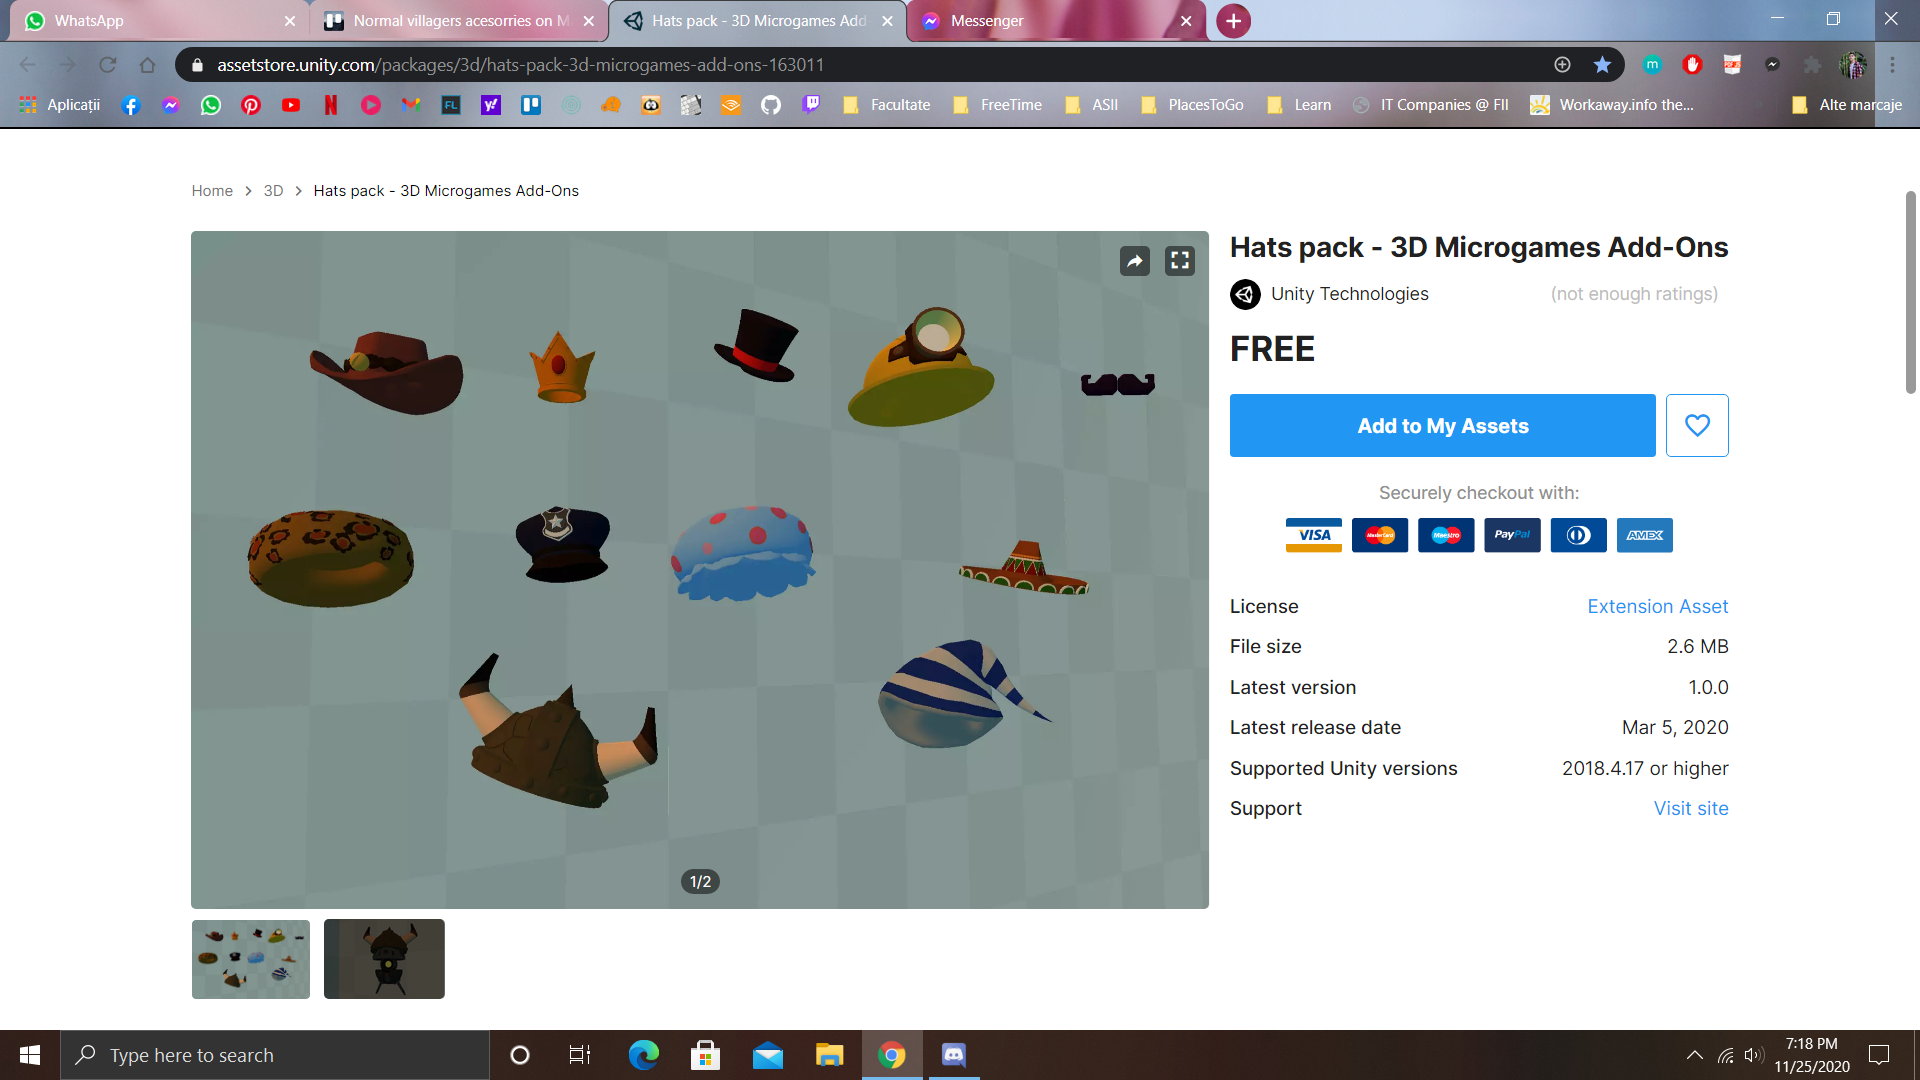 WhatsApp
Normal villagers acesorries on M
Hats pack - 3D Microgames Add
Messenger
assetstore.unity.com/packages/3d/hats-pack-3d-microgames-add-ons-163011
Aplicații
Facultate
FreeTime
ASII
PlacesToGo
Learn
IT Companies @ FII
Workaway.info the...
Alte marcaje
Home > 3D > Hats pack - 3D Microgames Add-Ons
Hats pack - 3D Microgames Add-Ons
Unity Technologies
(not enough ratings)
FREE
Add to My Assets
Securely checkout with:
VISA
MasterCard
Maestro
PayPal
AMEX
License
Extension Asset
File size
2.6 MB
Latest version
1.0.0
Latest release date
Mar 5, 2020
Supported Unity versions
2018.4.17 or higher
Support
Visit site
1/2
Type here to search
7:18 PM
11/25/2020